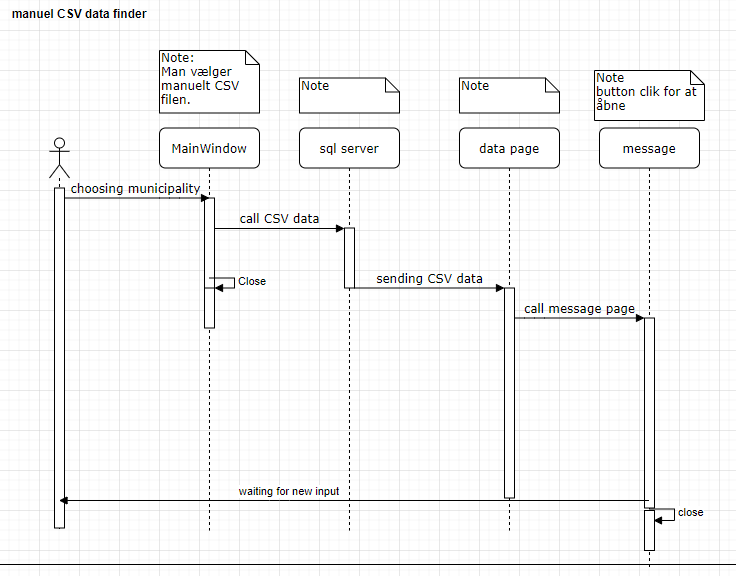 manuel CSV data finder
Note:
Man vælger
manuelt CSV
filen.
Note
Note
Note
button clik for at
åbne
MainWindow
sql server
data page
message
choosing municipality
call CSV data
Close
sending CSV data
call message page
waiting for new input
close